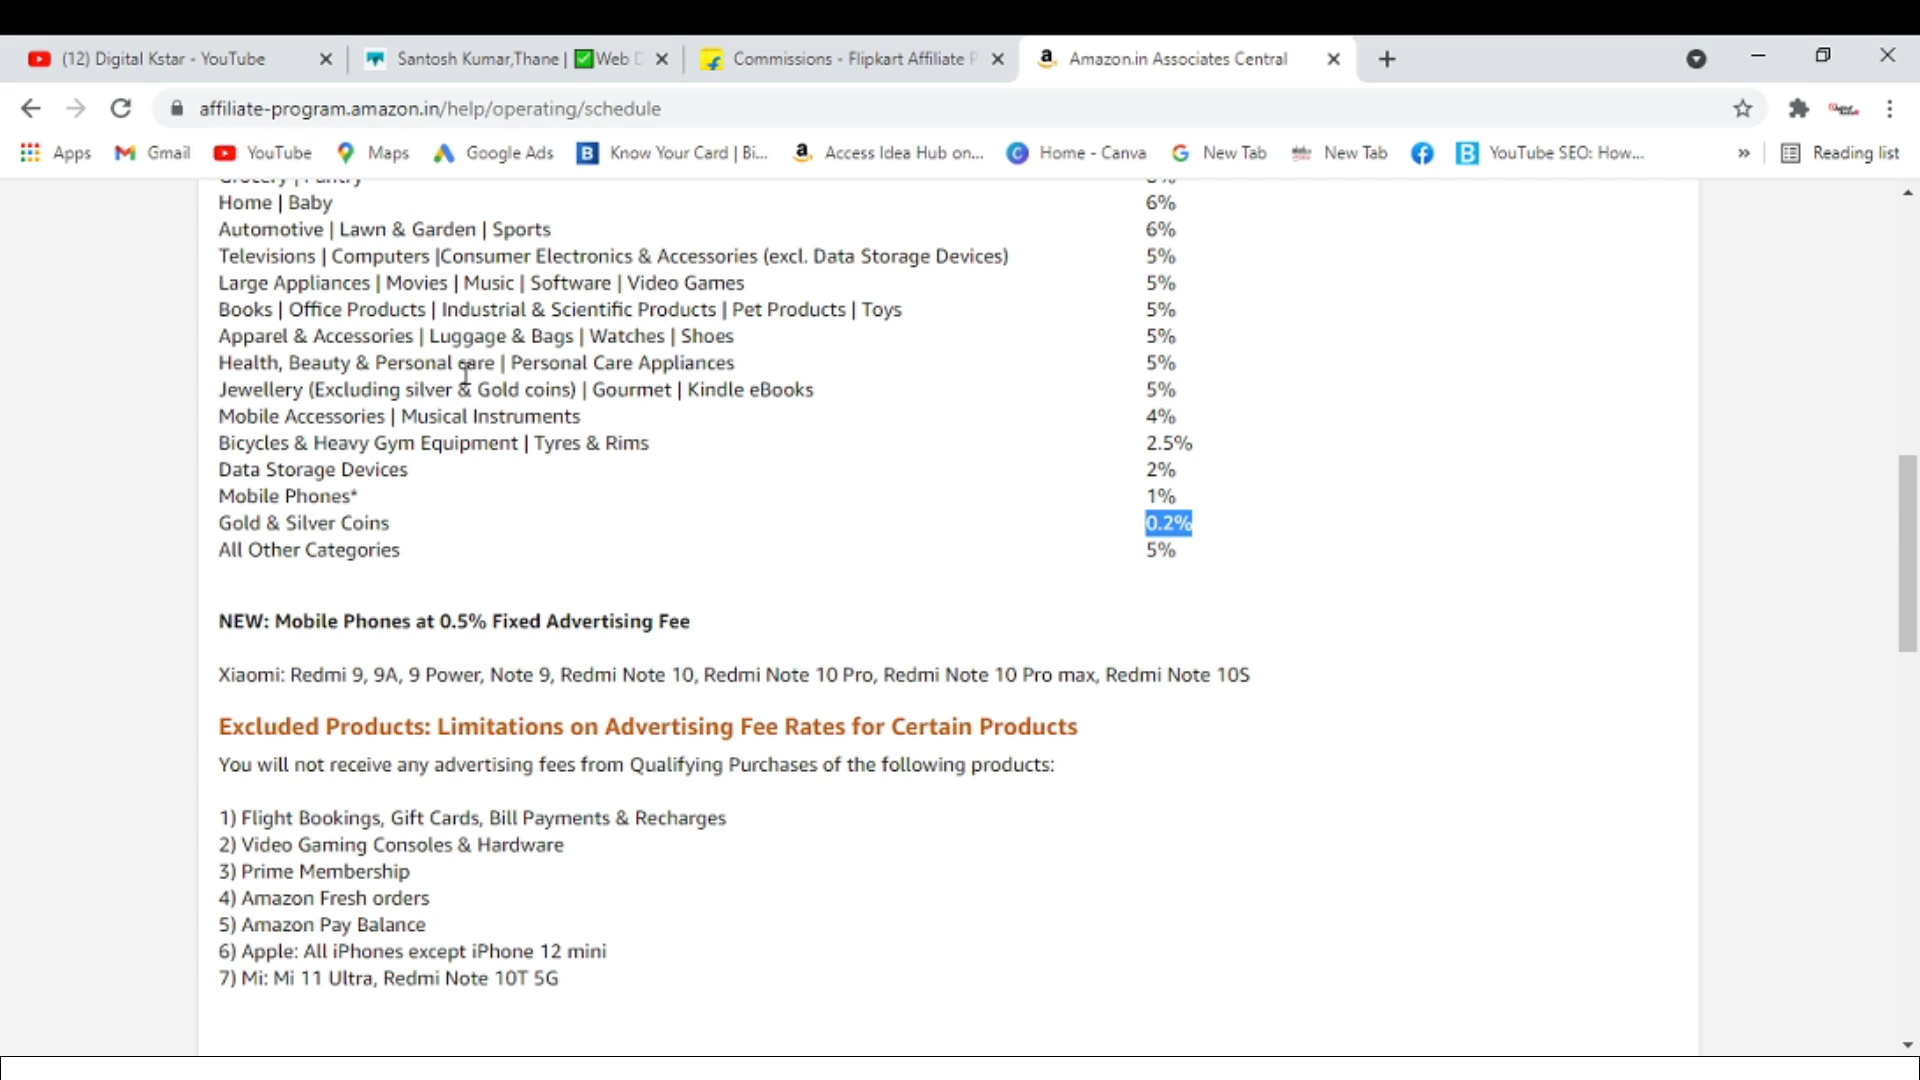 (12) Digital Kstar - YouTube
Santosh Kumar,Thane | ✅Web D
Commissions - Flipkart Affiliate P
Amazon.in Associates Central
affiliate-program.amazon.in/help/operating/schedule
Apps
Gmail
YouTube
Maps
Google Ads
Know Your Card | Bi...
Access Idea Hub on...
Home - Canva
New Tab
New Tab
YouTube SEO: How...
»
Reading list
Home | Baby 6%
Automotive | Lawn & Garden | Sports 6%
Televisions | Computers |Consumer Electronics & Accessories (excl. Data Storage Devices) 5%
Large Appliances | Movies | Music | Software | Video Games 5%
Books | Office Products | Industrial & Scientific Products | Pet Products | Toys 5%
Apparel & Accessories | Luggage & Bags | Watches | Shoes 5%
Health, Beauty & Personal care | Personal Care Appliances 5%
Jewellery (Excluding silver & Gold coins) | Gourmet | Kindle eBooks 5%
Mobile Accessories | Musical Instruments 4%
Bicycles & Heavy Gym Equipment | Tyres & Rims 2.5%
Data Storage Devices 2%
Mobile Phones* 1%
Gold & Silver Coins 0.2%
All Other Categories 5%
NEW: Mobile Phones at 0.5% Fixed Advertising Fee
Xiaomi: Redmi 9, 9A, 9 Power, Note 9, Redmi Note 10, Redmi Note 10 Pro, Redmi Note 10 Pro max, Redmi Note 10S
Excluded Products: Limitations on Advertising Fee Rates for Certain Products
You will not receive any advertising fees from Qualifying Purchases of the following products:
1) Flight Bookings, Gift Cards, Bill Payments & Recharges
2) Video Gaming Consoles & Hardware
3) Prime Membership
4) Amazon Fresh orders
5) Amazon Pay Balance
6) Apple: All iPhones except iPhone 12 mini
7) Mi: Mi 11 Ultra, Redmi Note 10T 5G